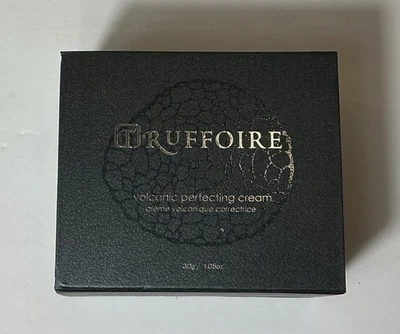 TRUFFOIRE
volcanic perfecting cream
crème volcanique correctrice
30g / 1.05oz